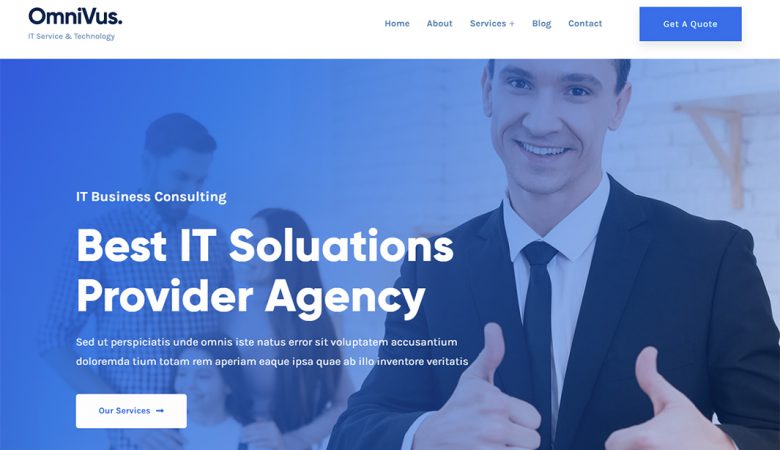 OmniVus.
IT Service & Technology
Home About Services + Blog Contact
Get A Quote
IT Business Consulting
Best IT Soluations
Provider Agency
Sed ut perspiciatis unde omnis iste natus error sit voluptatem accusantium
doloremda tium totam rem aperiam eaque ipsa quae ab illo inventore veritatis
Our Services